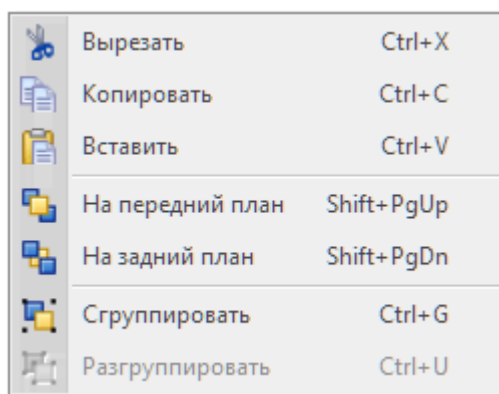 Вырезать Ctrl+X
Копировать Ctrl+C
Вставить Ctrl+V
На передний план Shift+PgUp
На задний план Shift+PgDn
Сгруппировать Ctrl+G
Разгруппировать Ctrl+U